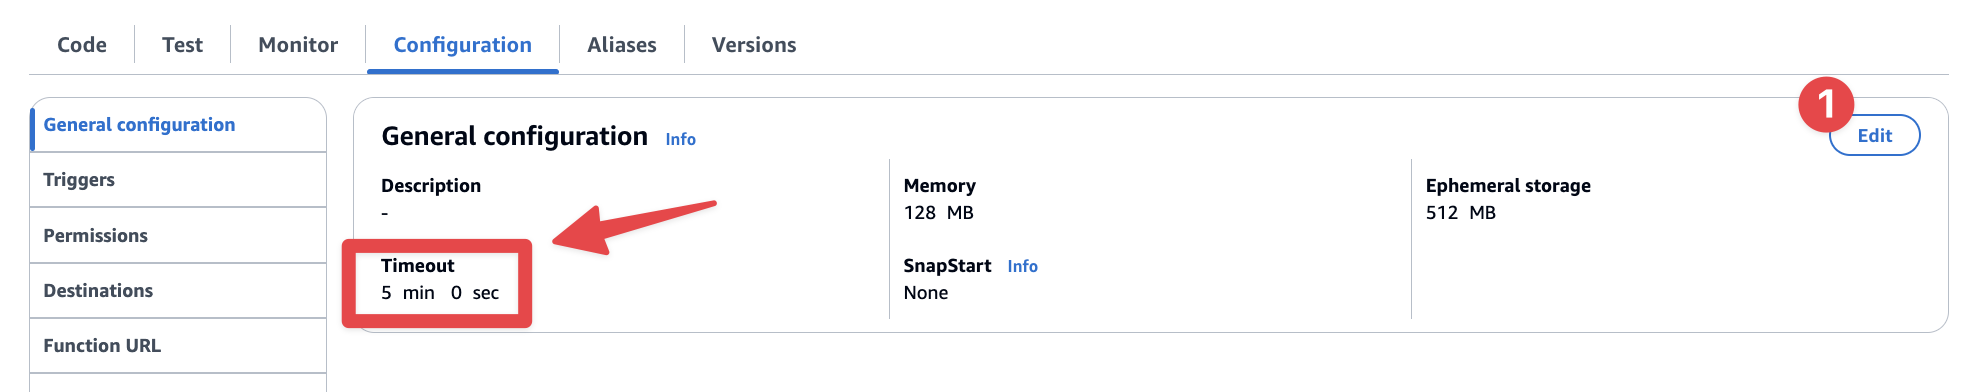 Code Test Monitor Configuration Aliases Versions
General configuration
Triggers
Permissions
Destinations
Function URL
General configuration Info
1
Edit
Description
-
Memory
128 MB
Ephemeral storage
512 MB
Timeout
5 min 0 sec
SnapStart Info
None